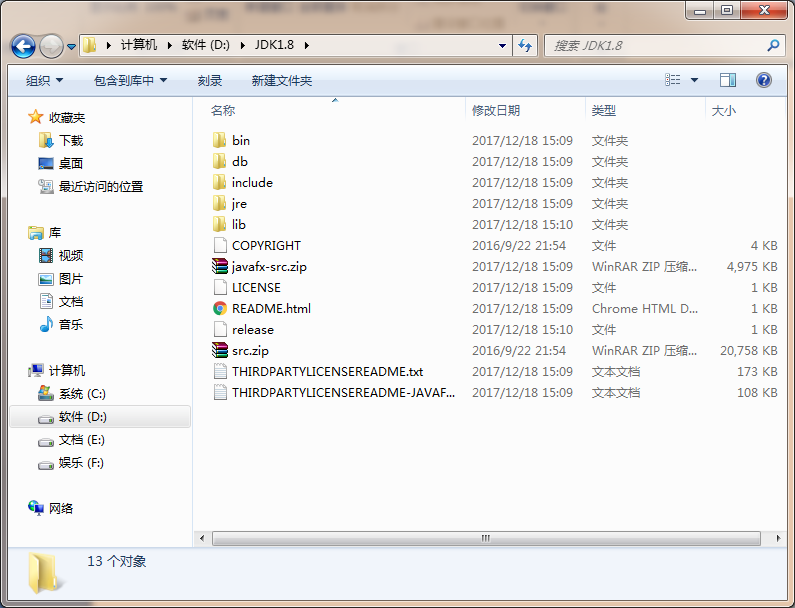 计算机 软件 (D:) JDK1.8
搜索 JDK1.8
组织 包含到库中 刻录 新建文件夹
收藏夹
下载
桌面
最近访问的位置
库
视频
图片
文档
音乐
计算机
系统 (C:)
软件 (D:)
文档 (E:)
娱乐 (F:)
网络
名称 修改日期 类型 大小
bin 2017/12/18 15:09 文件夹
db 2017/12/18 15:09 文件夹
include 2017/12/18 15:09 文件夹
jre 2017/12/18 15:09 文件夹
lib 2017/12/18 15:10 文件夹
COPYRIGHT 2016/9/22 21:54 文件 4 KB
javafx-src.zip 2017/12/18 15:09 WinRAR ZIP 压缩... 4,975 KB
LICENSE 2017/12/18 15:09 文件 1 KB
README.html 2017/12/18 15:09 Chrome HTML D... 1 KB
release 2017/12/18 15:10 文件 1 KB
src.zip 2016/9/22 21:54 WinRAR ZIP 压缩... 20,758 KB
THIRDPARTYLICENSEREADME.txt 2017/12/18 15:09 文本文档 173 KB
THIRDPARTYLICENSEREADME-JAVAF... 2017/12/18 15:09 文本文档 108 KB
13 个对象